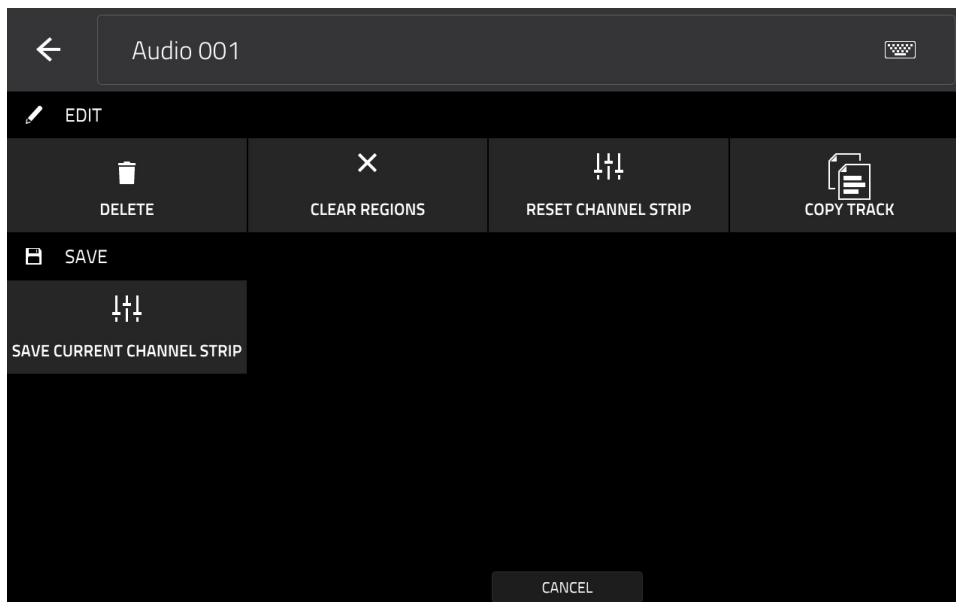 Audio 001
EDIT
DELETE
CLEAR REGIONS
RESET CHANNEL STRIP
COPY TRACK
SAVE
SAVE CURRENT CHANNEL STRIP
CANCEL